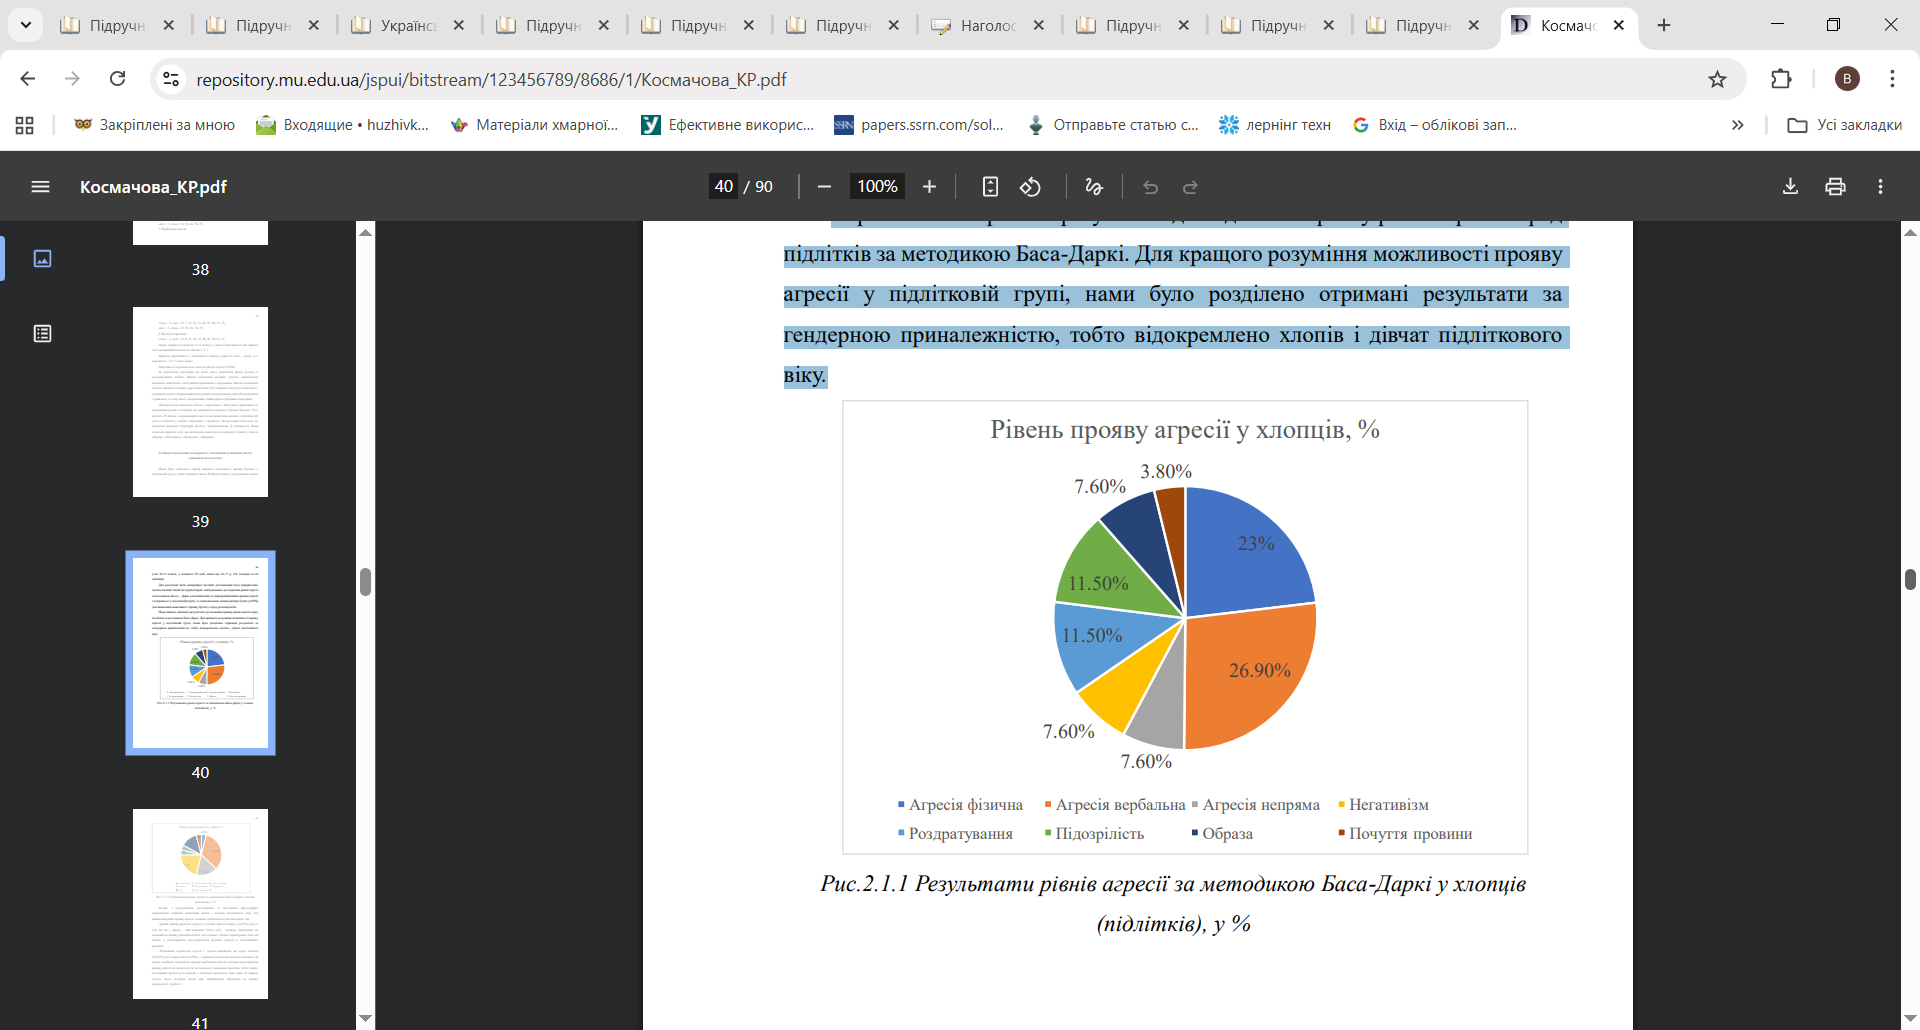 Підручн
Підручн
Українсь
Підручн
Підручн
Підручн
Наголос
Підручн
Підручн
Підручн
Космачо
repository.mu.edu.ua/jspui/bitstream/123456789/8686/1/Космачова_КР.pdf
B
Закріплені за мною
Входящие • huzhivk...
Матеріали хмарної...
Ефективне викорис...
SSRN
papers.ssrn.com/sol...
Отправьте статью с...
лернінг техн
Вхід – облікові зап...
Усі закладки
Космачова_КР.pdf
40 / 90
100%
38
39
40
41
підлітків за методикою Баса-Даркі. Для кращого розуміння можливості прояву
агресії у підлітковій групі, нами було розділено отримані результати за
гендерною приналежністю, тобто відокремлено хлопів і дівчат підліткового
віку.
Рівень прояву агресії у хлопців, %
3.80%
7.60%
23%
11.50%
11.50%
26.90%
7.60%
7.60%
Агресія фізична
Агресія вербальна
Агресія непряма
Негативізм
Роздратування
Підозрілість
Образа
Почуття провини
Рис.2.1.1 Результати рівнів агресії за методикою Баса-Даркі у хлопців
(підлітків), у %